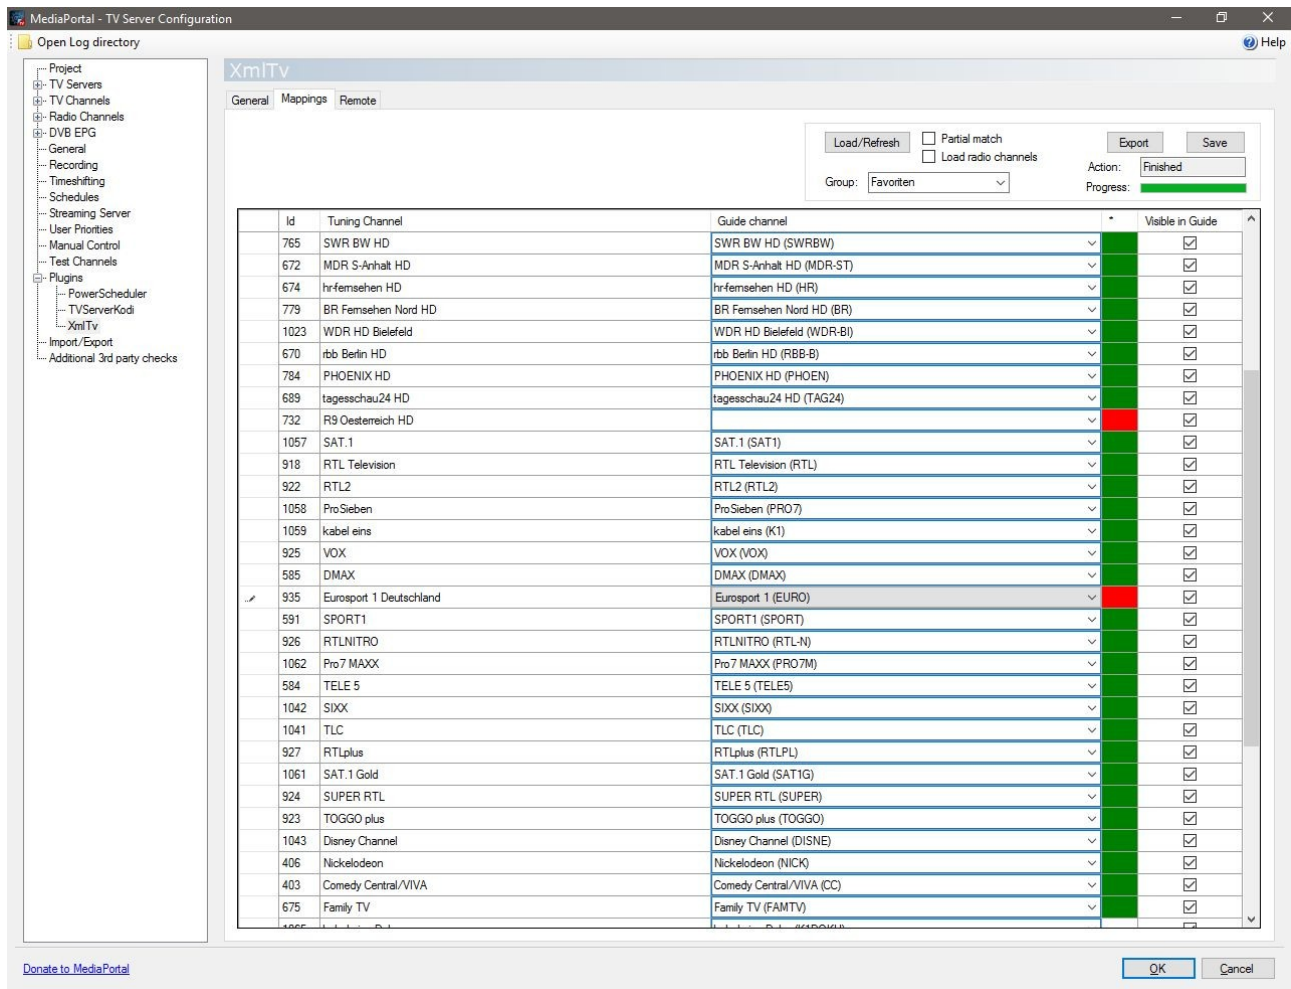 MediaPortal - TV Server Configuration
Open Log directory
Help
Project
TV Servers
TV Channels
Radio Channels
DVB EPG
General
Recording
Timeshifting
Schedules
Streaming Server
User Priorities
Manual Control
Test Channels
Plugins
PowerScheduler
TVServerKodi
XmlTv
Import/Export
Additional 3rd party checks
XmlTv
General Mappings Remote
Load/Refresh
Partial match
Load radio channels
Export Save
Action: Finished
Group: Favoriten
Progress:
Id Tuning Channel Guide channel * Visible in Guide
765 SWR BW HD SWR BW HD (SWRBW)
672 MDR S-Anhalt HD MDR S-Anhalt HD (MDR-ST)
674 hr-fernsehen HD hr-fernsehen HD (HR)
779 BR Fernsehen Nord HD BR Fernsehen Nord HD (BR)
1023 WDR HD Bielefeld WDR HD Bielefeld (WDR-BI)
670 rbb Berlin HD rbb Berlin HD (RBB-B)
784 PHOENIX HD PHOENIX HD (PHOEN)
689 tagesschau24 HD tagesschau24 HD (TAG24)
732 R9 Oesterreich HD
1057 SAT.1 SAT.1 (SAT1)
918 RTL Television RTL Television (RTL)
922 RTL2 RTL2 (RTL2)
1058 ProSieben ProSieben (PRO7)
1059 kabel eins kabel eins (K1)
925 VOX VOX (VOX)
585 DMAX DMAX (DMAX)
935 Eurosport 1 Deutschland Eurosport 1 (EURO)
591 SPORT1 SPORT1 (SPORT)
926 RTLNITRO RTLNITRO (RTL-N)
1062 Pro7 MAXX Pro7 MAXX (PRO7M)
584 TELE 5 TELE 5 (TELE5)
1042 SIXX SIXX (SIXX)
1041 TLC TLC (TLC)
927 RTLplus RTLplus (RTLPL)
1061 SAT.1 Gold SAT.1 Gold (SAT1G)
924 SUPER RTL SUPER RTL (SUPER)
923 TOGGO plus TOGGO plus (TOGGO)
1043 Disney Channel Disney Channel (DISNE)
406 Nickelodeon Nickelodeon (NICK)
403 Comedy Central/VIVA Comedy Central/VIVA (CC)
675 Family TV Family TV (FAMTV)
Donate to MediaPortal
OK Cancel